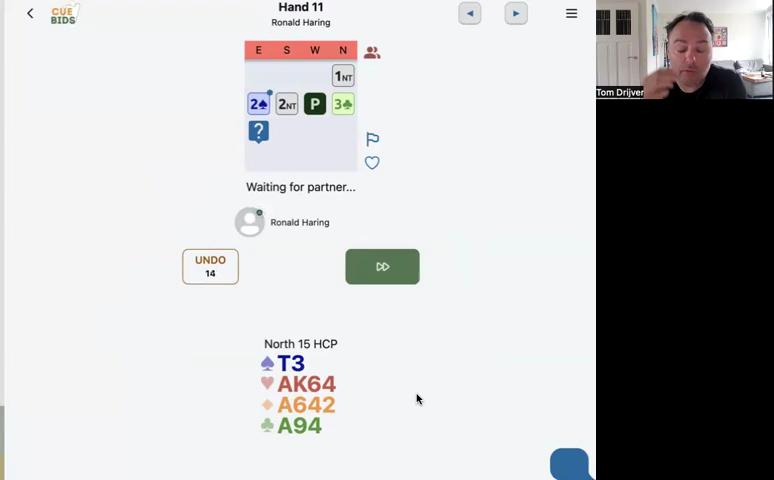 Hand 11
CUE
BIDS
Ronald Haring
E S W N
1NT
2♠ 2NT P 3♣
?
Waiting for partner...
Ronald Haring
UNDO
14
North 15 HCP
♠ T3
♥ AK64
♦ A642
♣ A94
Tom Drijver